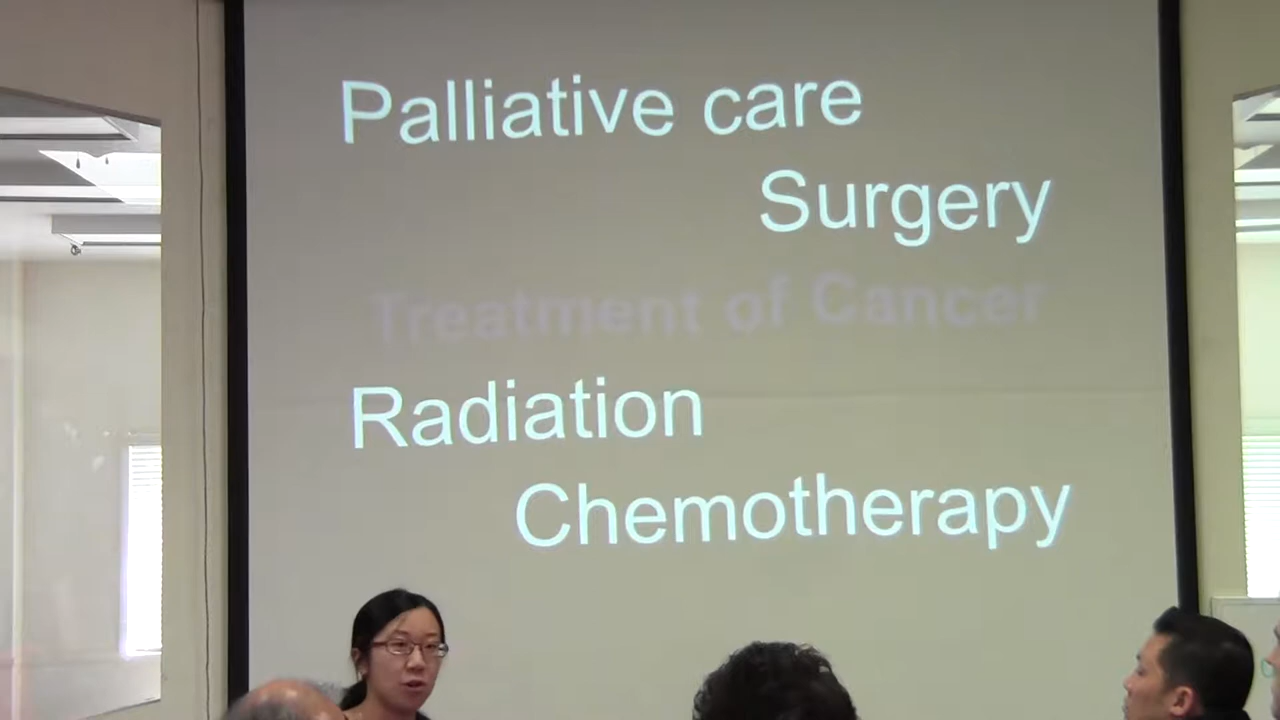 Palliative care
Surgery
Treatment of Cancer
Radiation
Chemotherapy